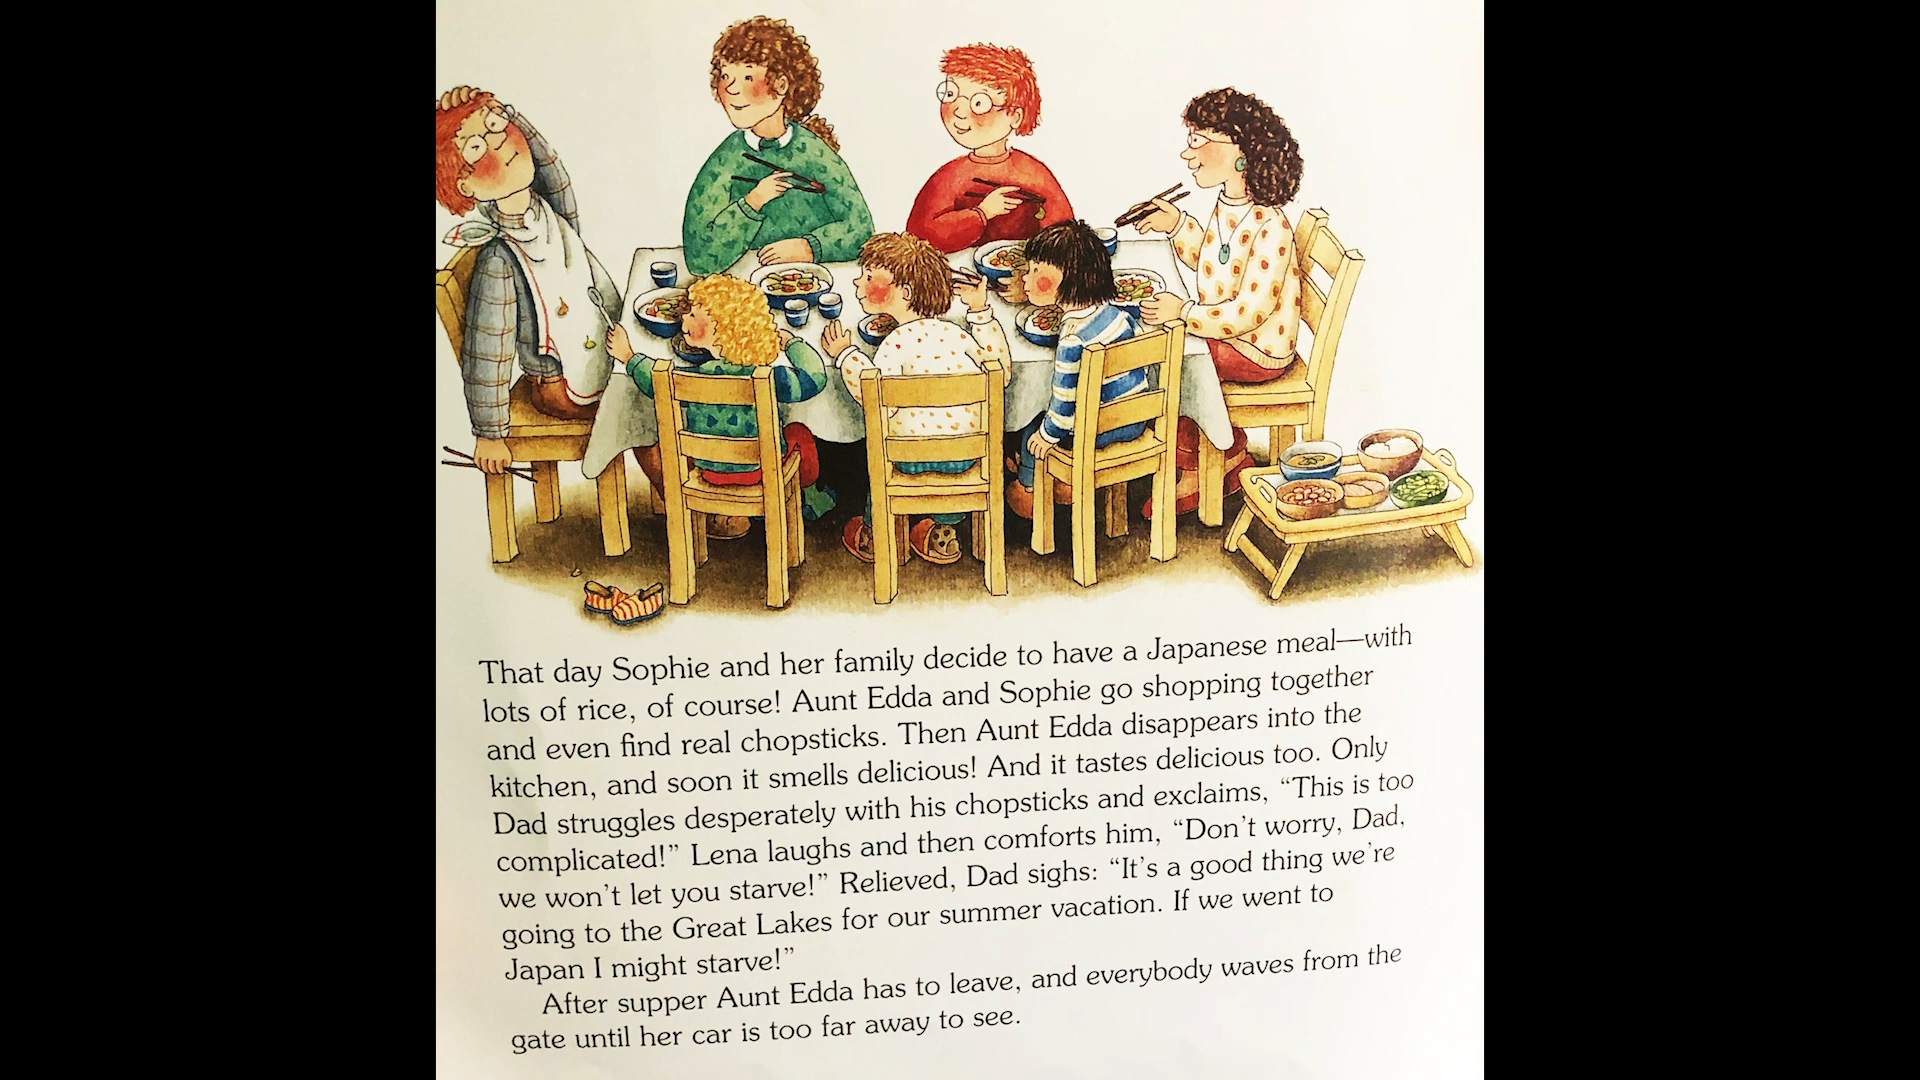 That day Sophie and her family decide to have a Japanese meal—with
lots of rice, of course! Aunt Edda and Sophie go shopping together
and even find real chopsticks. Then Aunt Edda disappears into the
kitchen, and soon it smells delicious! And it tastes delicious too. Only
Dad struggles desperately with his chopsticks and exclaims, “This is too
complicated!” Lena laughs and then comforts him, “Don’t worry, Dad,
we won’t let you starve!” Relieved, Dad sighs: “It’s a good thing we’re
going to the Great Lakes for our summer vacation. If we went to
Japan I might starve!”
After supper Aunt Edda has to leave, and everybody waves from the
gate until her car is too far away to see.